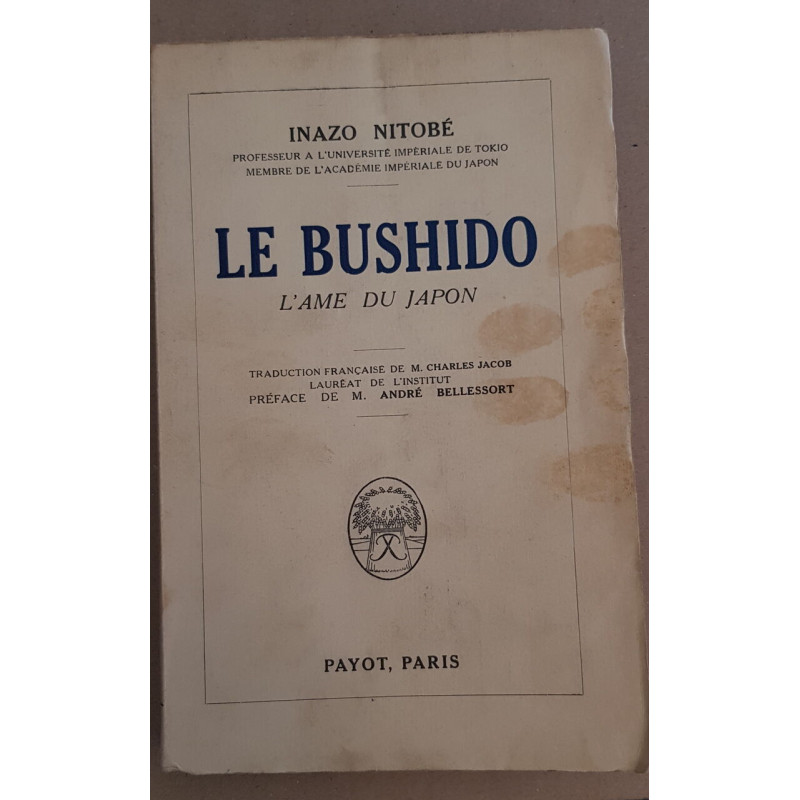 INAZO NITOBÉ
PROFESSEUR A L'UNIVERSITÉ IMPÉRIALE DE TOKIO
MEMBRE DE L'ACADÉMIE IMPÉRIALE DU JAPON
LE BUSHIDO
L'AME DU JAPON
TRADUCTION FRANÇAISE DE M. CHARLES JACOB
LAURÉAT DE L'INSTITUT
PRÉFACE DE M. ANDRÉ BELLESSORT
PAYOT, PARIS